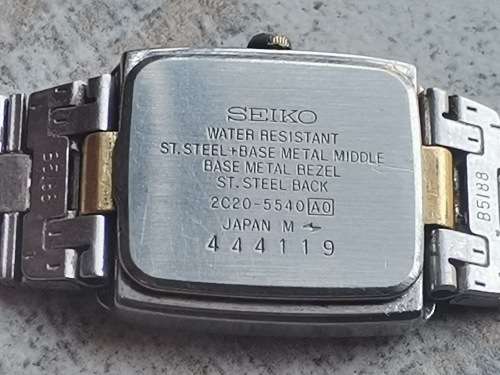 SEIKO
WATER RESISTANT
ST.STEEL+BASE METAL MIDDLE
BASE METAL BEZEL
ST.STEEL BACK
2C20-5540 A0
JAPAN M
444119
B5188